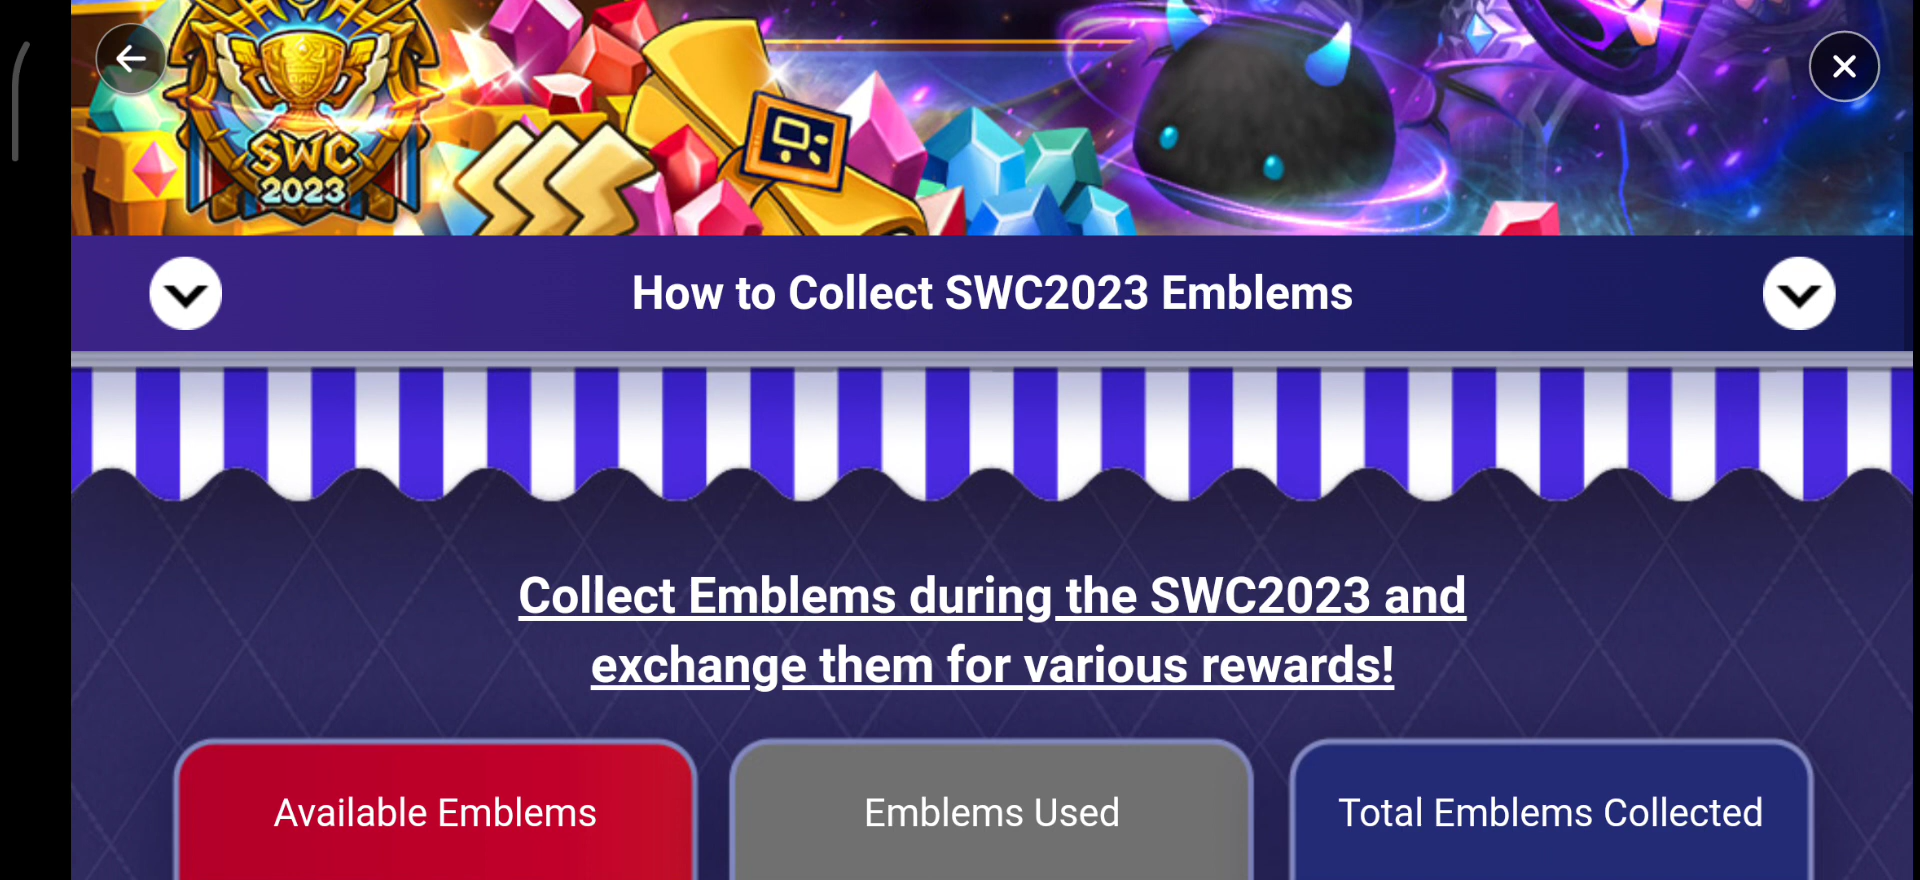 SWC
2023
How to Collect SWC2023 Emblems
Collect Emblems during the SWC2023 and
exchange them for various rewards!
Available Emblems
Emblems Used
Total Emblems Collected